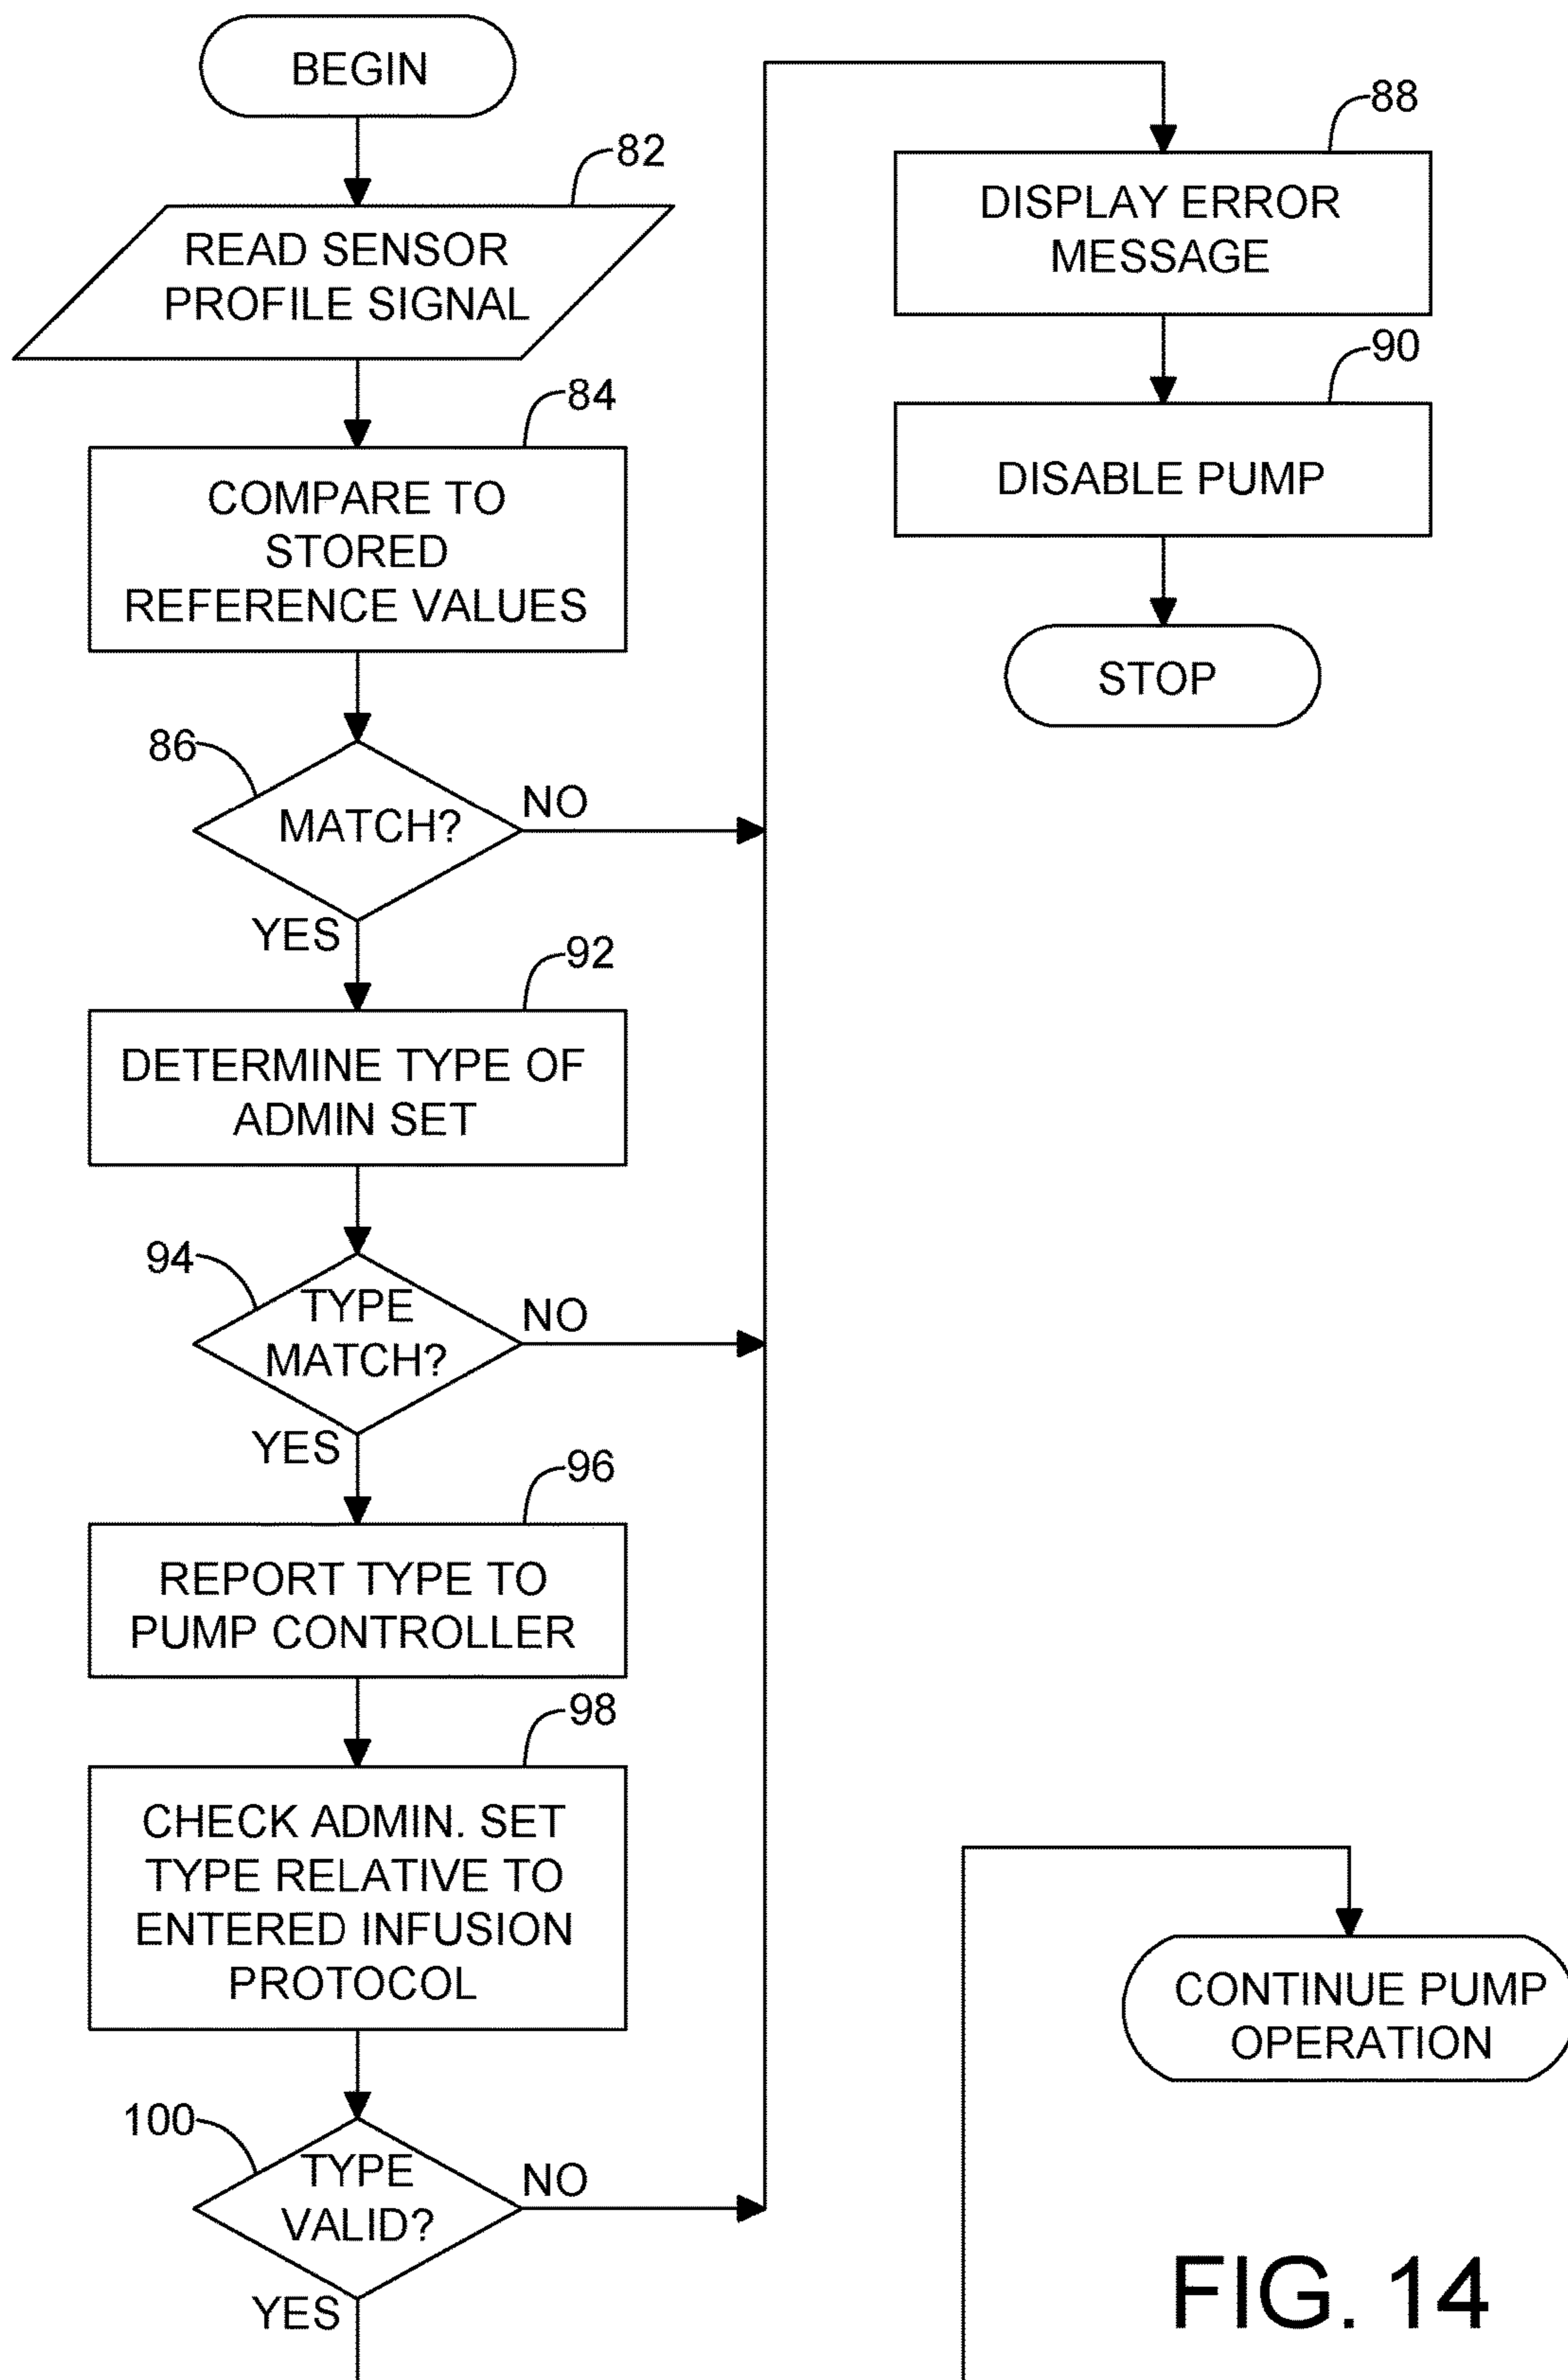 BEGIN
82
READ SENSOR
PROFILE SIGNAL
84
COMPARE TO
STORED
REFERENCE VALUES
86
MATCH?
NO
YES
92
DETERMINE TYPE OF
ADMIN SET
94
TYPE
MATCH?
NO
YES
96
REPORT TYPE TO
PUMP CONTROLLER
98
CHECK ADMIN. SET
TYPE RELATIVE TO
ENTERED INFUSION
PROTOCOL
100
TYPE
VALID?
NO
YES
88
DISPLAY ERROR
MESSAGE
90
DISABLE PUMP
STOP
CONTINUE PUMP
OPERATION
FIG. 14